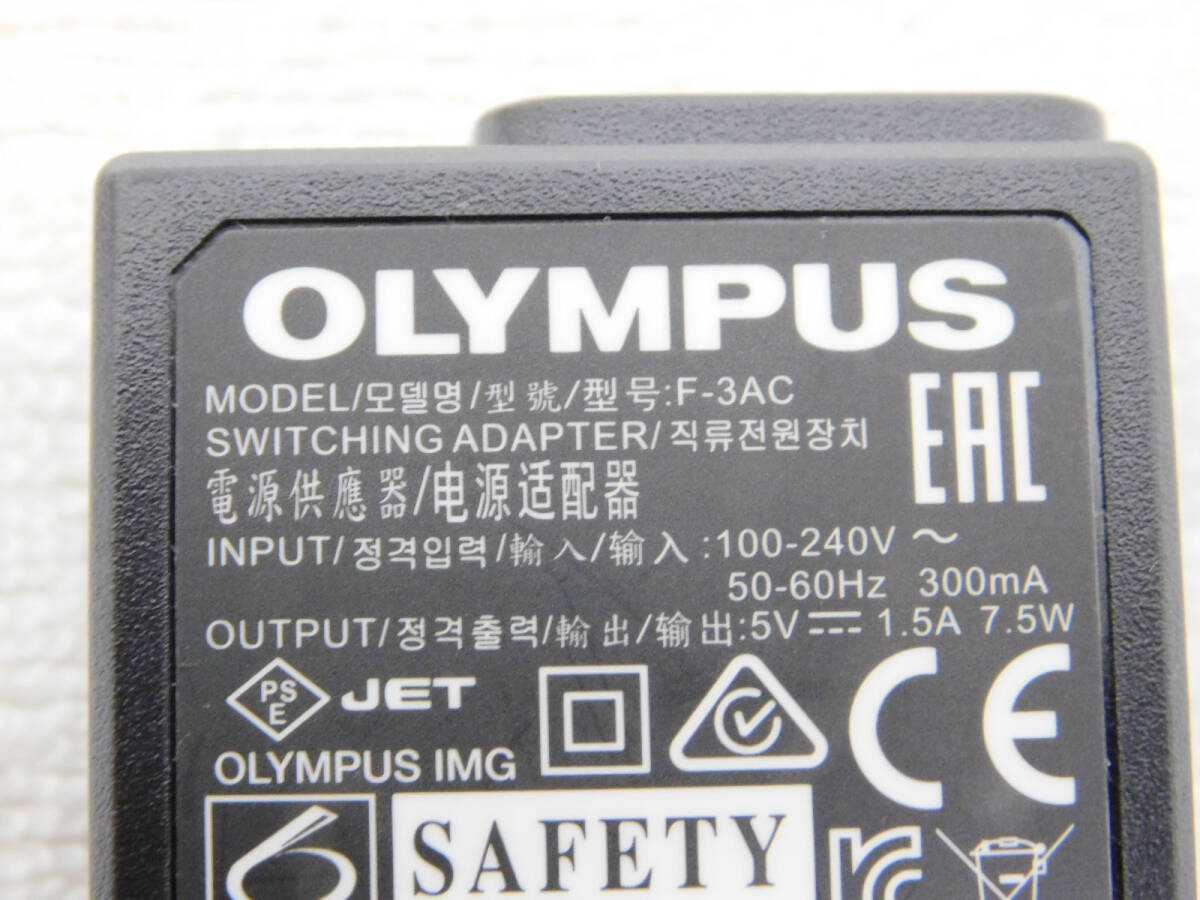 OLYMPUS
MODEL/모델명/型號/型号:F-3AC
SWITCHING ADAPTER/직류전원장치
電源供應器/电源适配器
INPUT/정격입력/輸入/输入:100-240V ～
50-60Hz 300mA
OUTPUT/정격출력/輸出/输出:5V ⎓ 1.5A 7.5W
EAC
PS
E
JET
OLYMPUS IMG
CE
SAFETY